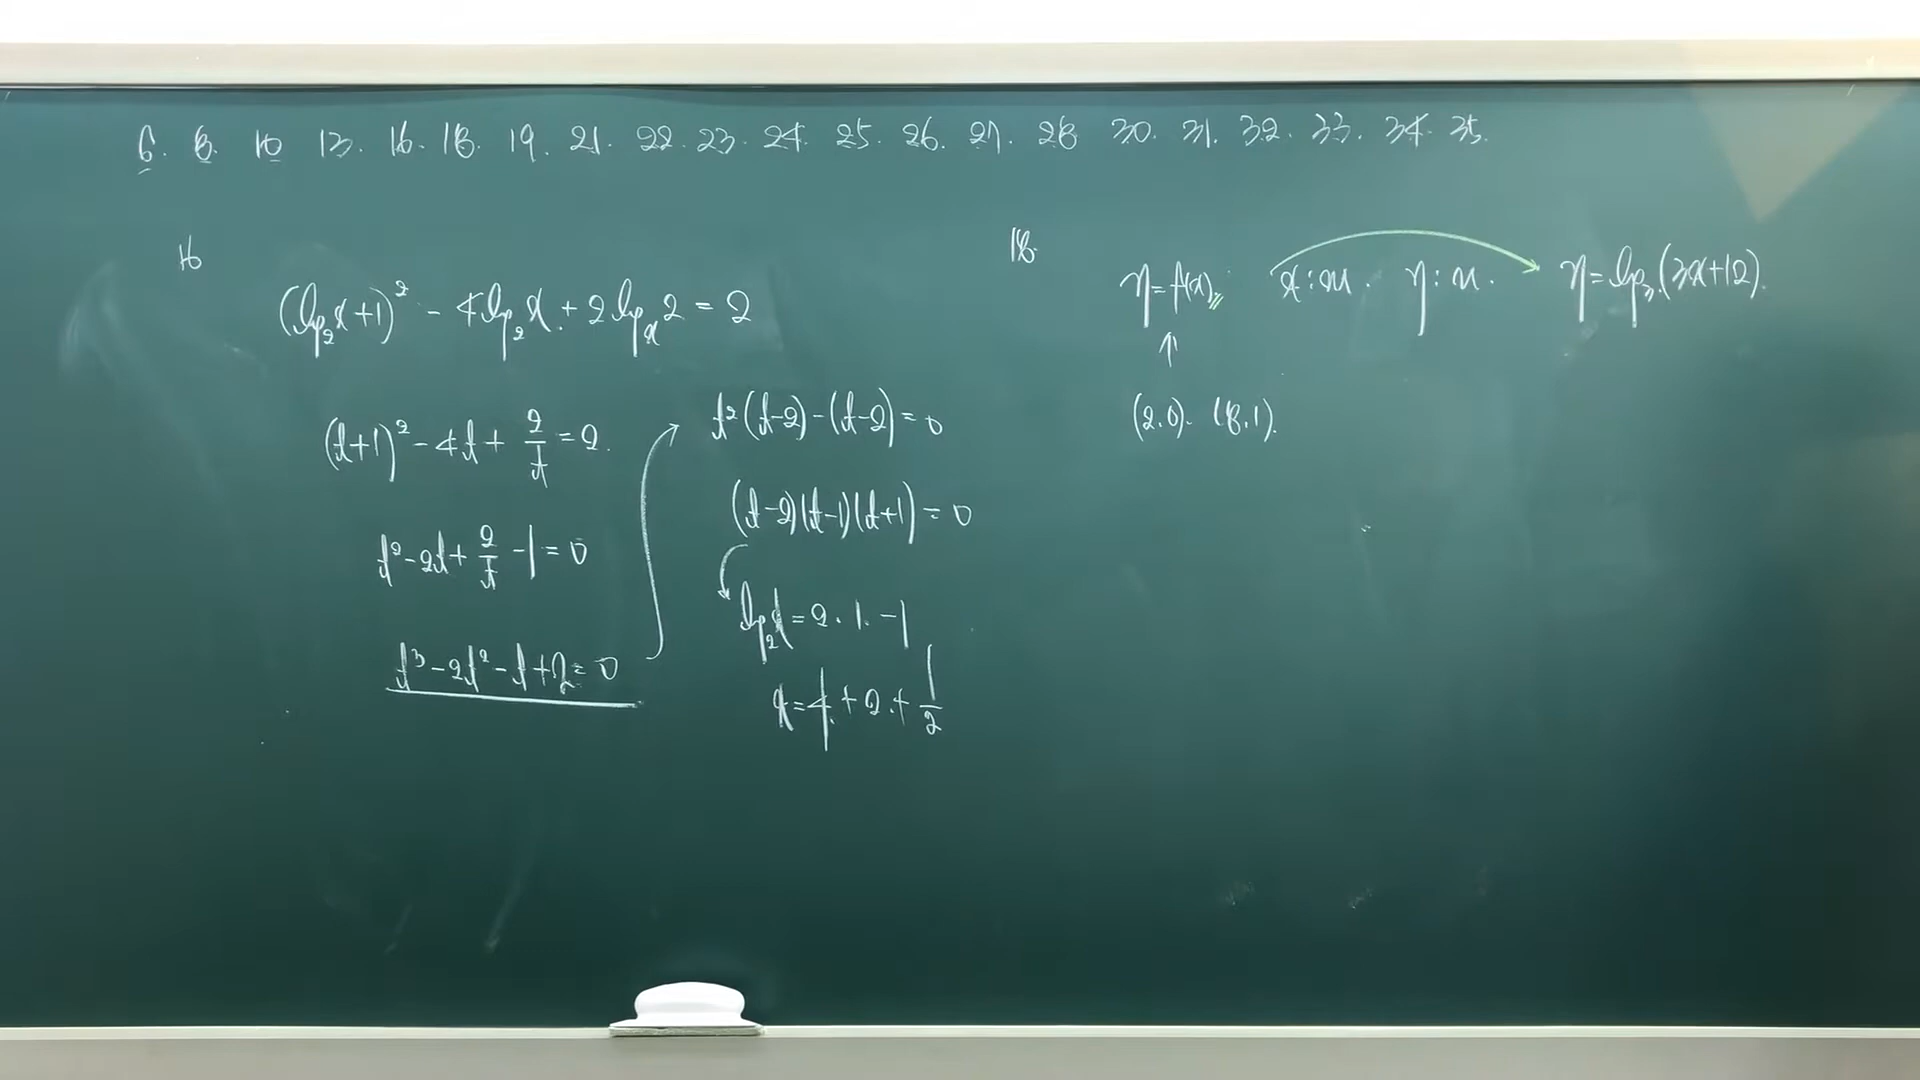 6. 8. 10 13. 16. 18. 19. 21. 22. 23. 24. 25. 26. 27. 28 30. 31. 32. 33. 34. 35.
16
(log₂x+1)² - 4log₂x + 2logₓ2 = 2
(t+1)² - 4t + 2/t = 2.
t² - 2t + 2/t - 1 = 0
t³ - 2t² - t + 2 = 0
t²(t-2) - (t-2) = 0
(t-2)(t-1)(t+1) = 0
log₂x = 2. 1. -1
x = 4 + 2 + 1/2
18.
y = f(x) x : m. y : n. y = log₃(3x+12).
↑
(2.0). (8.1).